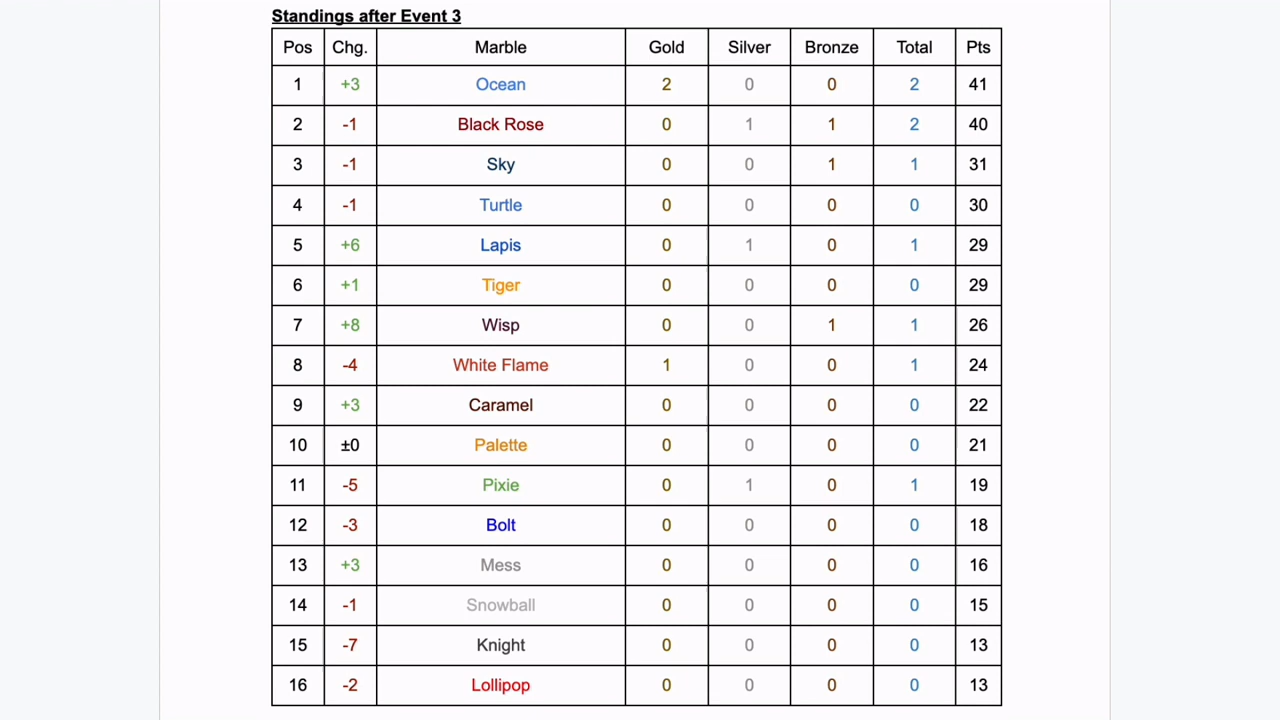 Standings after Event 3
Pos Chg. Marble Gold Silver Bronze Total Pts
1 +3 Ocean 2 0 0 2 41
2 -1 Black Rose 0 1 1 2 40
3 -1 Sky 0 0 1 1 31
4 -1 Turtle 0 0 0 0 30
5 +6 Lapis 0 1 0 1 29
6 +1 Tiger 0 0 0 0 29
7 +8 Wisp 0 0 1 1 26
8 -4 White Flame 1 0 0 1 24
9 +3 Caramel 0 0 0 0 22
10 ±0 Palette 0 0 0 0 21
11 -5 Pixie 0 1 0 1 19
12 -3 Bolt 0 0 0 0 18
13 +3 Mess 0 0 0 0 16
14 -1 Snowball 0 0 0 0 15
15 -7 Knight 0 0 0 0 13
16 -2 Lollipop 0 0 0 0 13